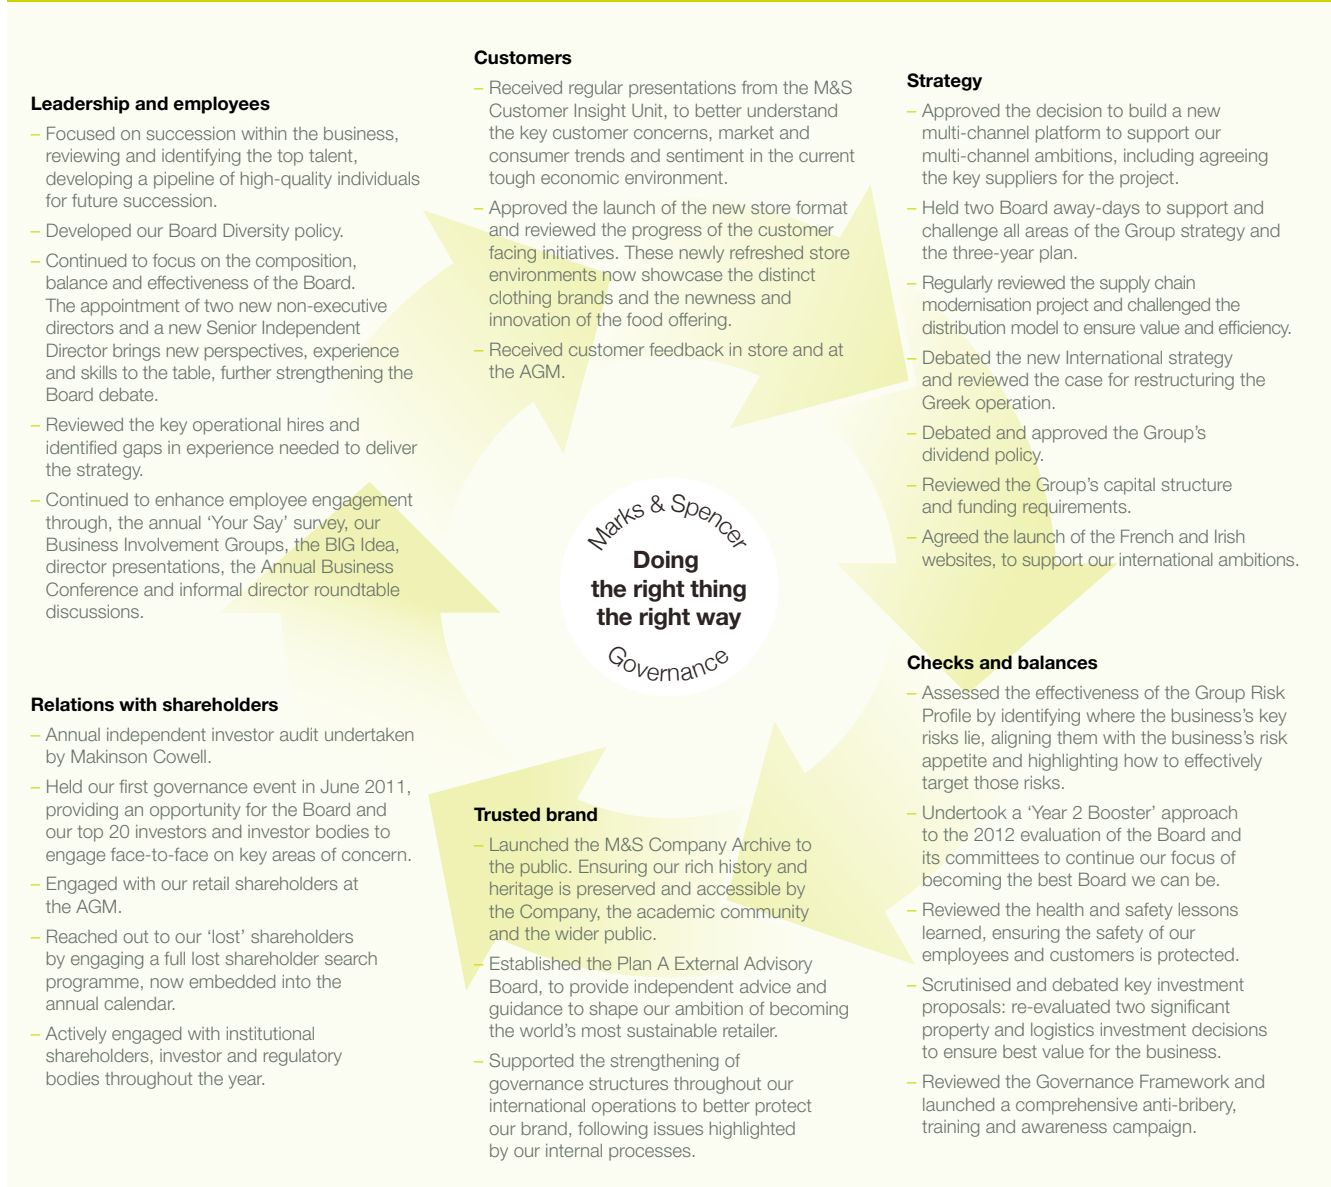 Leadership and employees
– Focused on succession within the business,
reviewing and identifying the top talent,
developing a pipeline of high-quality individuals
for future succession.
– Developed our Board Diversity policy.
– Continued to focus on the composition,
balance and effectiveness of the Board.
The appointment of two new non-executive
directors and a new Senior Independent
Director brings new perspectives, experience
and skills to the table, further strengthening the
Board debate.
– Reviewed the key operational hires and
identified gaps in experience needed to deliver
the strategy.
– Continued to enhance employee engagement
through, the annual ‘Your Say’ survey, our
Business Involvement Groups, the BIG Idea,
director presentations, the Annual Business
Conference and informal director roundtable
discussions.
Customers
– Received regular presentations from the M&S
Customer Insight Unit, to better understand
the key customer concerns, market and
consumer trends and sentiment in the current
tough economic environment.
– Approved the launch of the new store format
and reviewed the progress of the customer
facing initiatives. These newly refreshed store
environments now showcase the distinct
clothing brands and the newness and
innovation of the food offering.
– Received customer feedback in store and at
the AGM.
Strategy
– Approved the decision to build a new
multi-channel platform to support our
multi-channel ambitions, including agreeing
the key suppliers for the project.
– Held two Board away-days to support and
challenge all areas of the Group strategy and
the three-year plan.
– Regularly reviewed the supply chain
modernisation project and challenged the
distribution model to ensure value and efficiency.
– Debated the new International strategy
and reviewed the case for restructuring the
Greek operation.
– Debated and approved the Group’s
dividend policy.
– Reviewed the Group’s capital structure
and funding requirements.
– Agreed the launch of the French and Irish
websites, to support our international ambitions.
Marks & Spencer
Doing
the right thing
the right way
Governance
Relations with shareholders
– Annual independent investor audit undertaken
by Makinson Cowell.
– Held our first governance event in June 2011,
providing an opportunity for the Board and
our top 20 investors and investor bodies to
engage face-to-face on key areas of concern.
– Engaged with our retail shareholders at
the AGM.
– Reached out to our ‘lost’ shareholders
by engaging a full lost shareholder search
programme, now embedded into the
annual calendar.
– Actively engaged with institutional
shareholders, investor and regulatory
bodies throughout the year.
Trusted brand
– Launched the M&S Company Archive to
the public. Ensuring our rich history and
heritage is preserved and accessible by
the Company, the academic community
and the wider public.
– Established the Plan A External Advisory
Board, to provide independent advice and
guidance to shape our ambition of becoming
the world’s most sustainable retailer.
– Supported the strengthening of
governance structures throughout our
international operations to better protect
our brand, following issues highlighted
by our internal processes.
Checks and balances
– Assessed the effectiveness of the Group Risk
Profile by identifying where the business’s key
risks lie, aligning them with the business’s risk
appetite and highlighting how to effectively
target those risks.
– Undertook a ‘Year 2 Booster’ approach
to the 2012 evaluation of the Board and
its committees to continue our focus of
becoming the best Board we can be.
– Reviewed the health and safety lessons
learned, ensuring the safety of our
employees and customers is protected.
– Scrutinised and debated key investment
proposals: re-evaluated two significant
property and logistics investment decisions
to ensure best value for the business.
– Reviewed the Governance Framework and
launched a comprehensive anti-bribery,
training and awareness campaign.